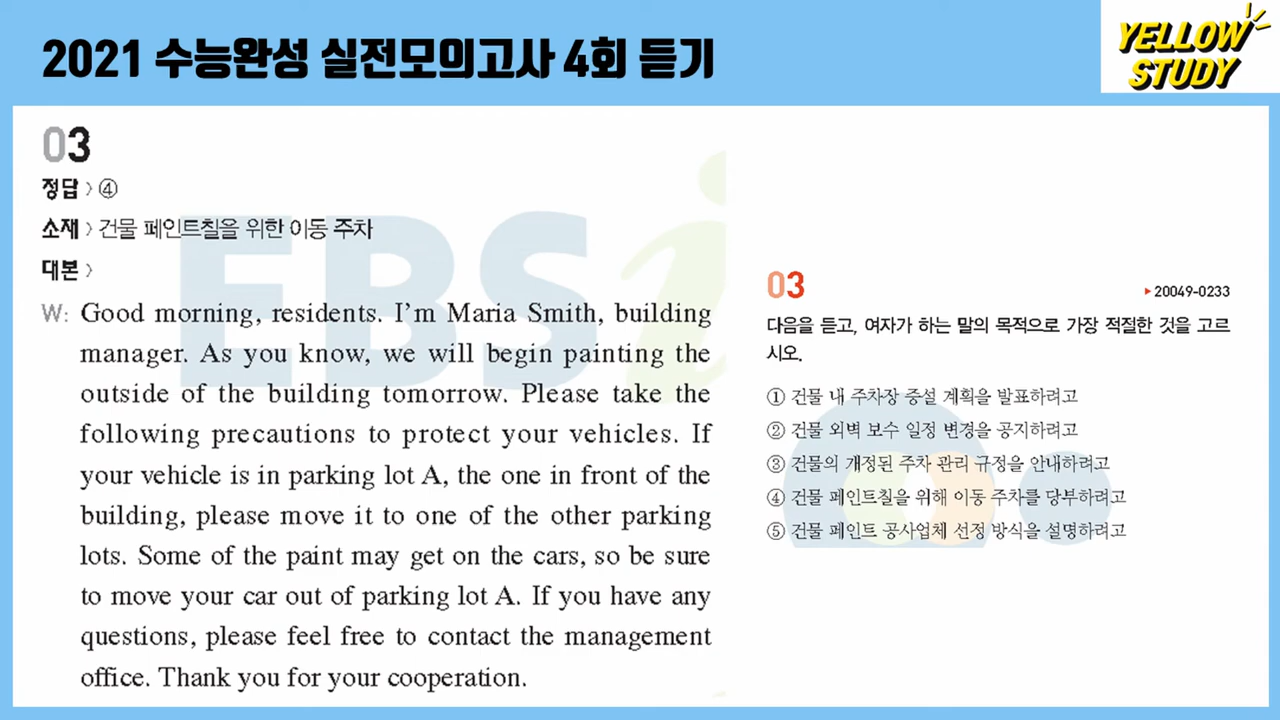 2021 수능완성 실전모의고사 4회 듣기
YELLOW
STUDY
03
정답 > ④
소재 > 건물 페인트칠을 위한 이동 주차
대본 >
W: Good morning, residents. I'm Maria Smith, building
manager. As you know, we will begin painting the
outside of the building tomorrow. Please take the
following precautions to protect your vehicles. If
your vehicle is in parking lot A, the one in front of the
building, please move it to one of the other parking
lots. Some of the paint may get on the cars, so be sure
to move your car out of parking lot A. If you have any
questions, please feel free to contact the management
office. Thank you for your cooperation.
EBSi
03
▶ 20049-0233
다음을 듣고, 여자가 하는 말의 목적으로 가장 적절한 것을 고르
시오.
① 건물 내 주차장 증설 계획을 발표하려고
② 건물 외벽 보수 일정 변경을 공지하려고
③ 건물의 개정된 주차 관리 규정을 안내하려고
④ 건물 페인트칠을 위해 이동 주차를 당부하려고
⑤ 건물 페인트 공사업체 선정 방식을 설명하려고